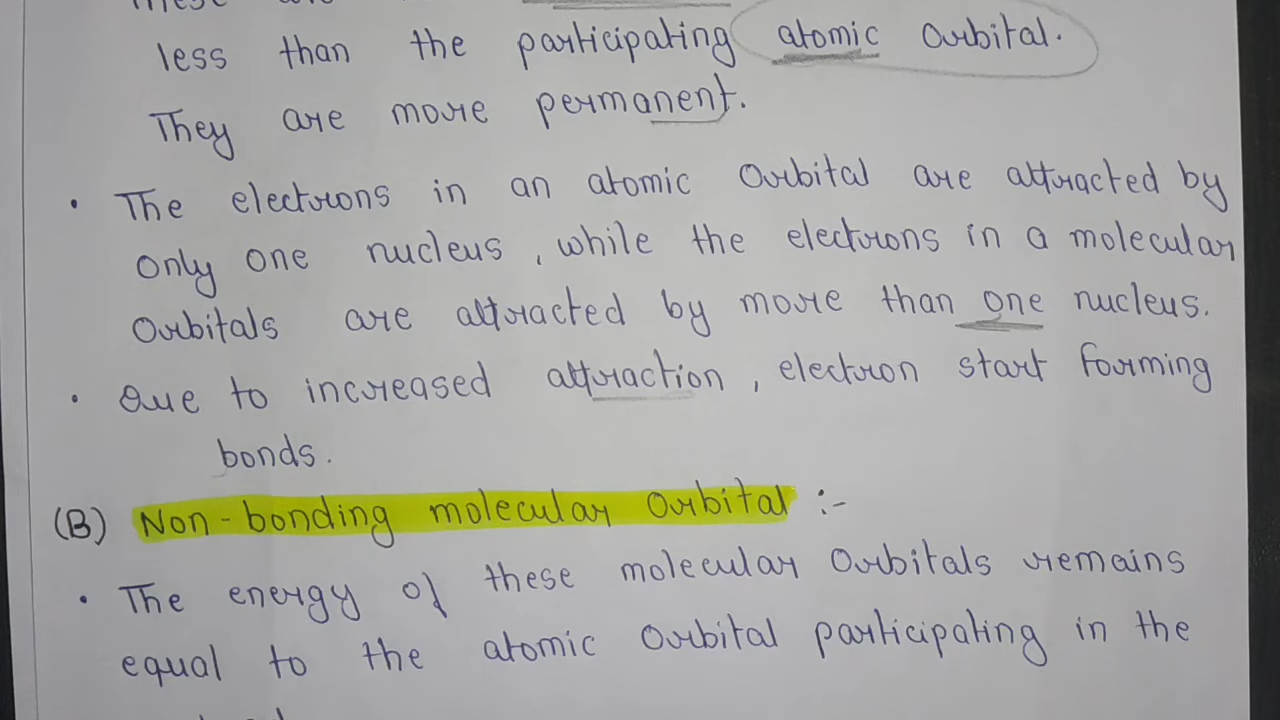 less than the participating atomic orbital.
They are more permanent.
• The electrons in an atomic orbital are attracted by
only one nucleus, while the electrons in a molecular
orbitals are attracted by more than one nucleus.
• Due to increased attraction, electron start forming
bonds.
(B) Non-bonding molecular orbital :-
• The energy of these molecular orbitals remains
equal to the atomic orbital participating in the